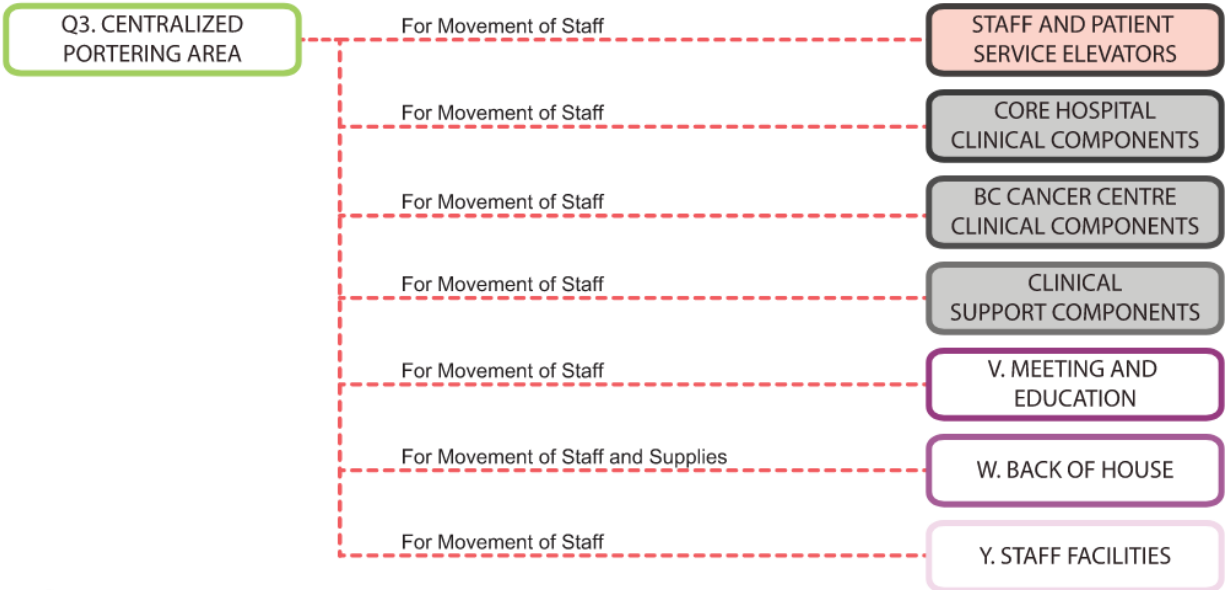 Q3. CENTRALIZED
PORTERING AREA
For Movement of Staff
STAFF AND PATIENT
SERVICE ELEVATORS
For Movement of Staff
CORE HOSPITAL
CLINICAL COMPONENTS
For Movement of Staff
BC CANCER CENTRE
CLINICAL COMPONENTS
For Movement of Staff
CLINICAL
SUPPORT COMPONENTS
For Movement of Staff
V. MEETING AND
EDUCATION
For Movement of Staff and Supplies
W. BACK OF HOUSE
For Movement of Staff
Y. STAFF FACILITIES